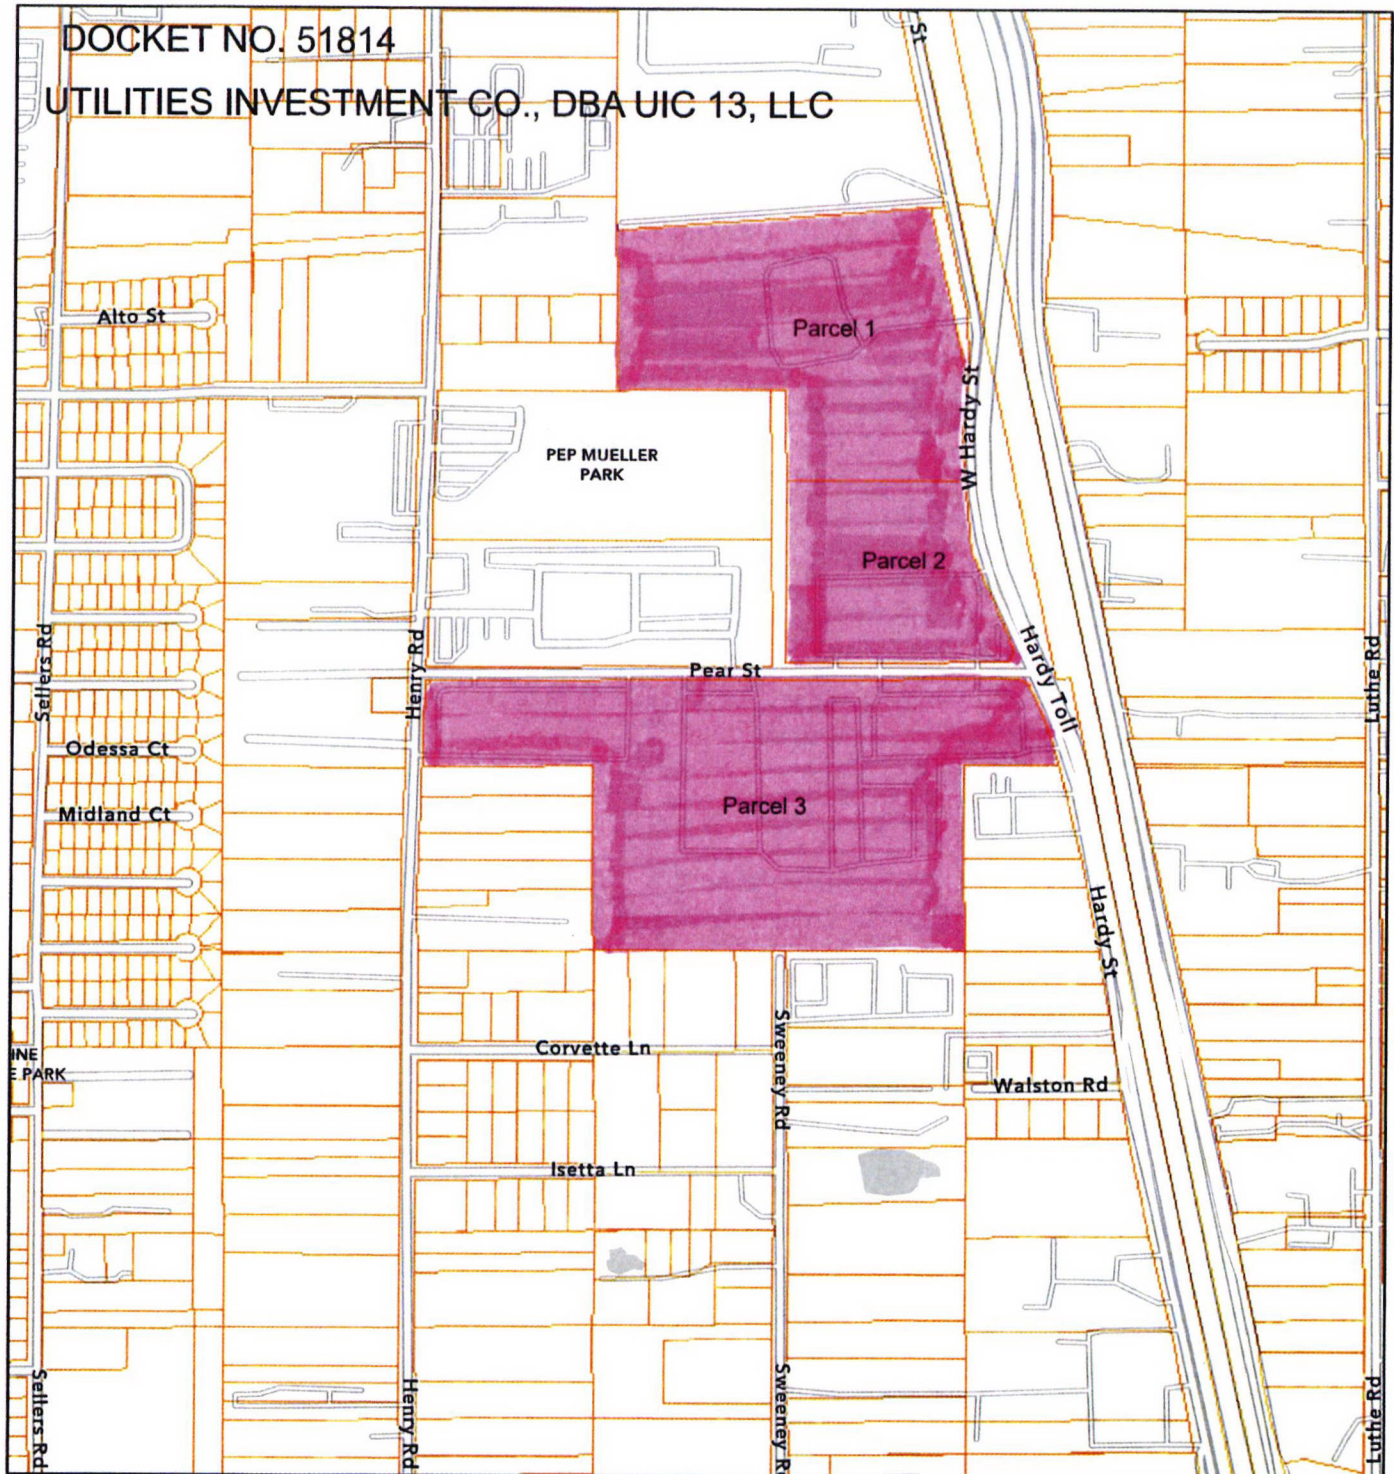 DOCKET NO. 51814
UTILITIES INVESTMENT CO., DBA UIC 13, LLC
St
Alto St
Parcel 1
W Hardy St
PEP MUELLER
PARK
Parcel 2
Sellers Rd
Henry Rd
Pear St
Hardy Toll
Luthe Rd
Odessa Ct
Midland Ct
Parcel 3
Hardy St
INE
E PARK
Corvette Ln
Sweeney Rd
Walston Rd
Isetta Ln
Sellers Rd
Henry Rd
Sweeney R
Luthe Rd